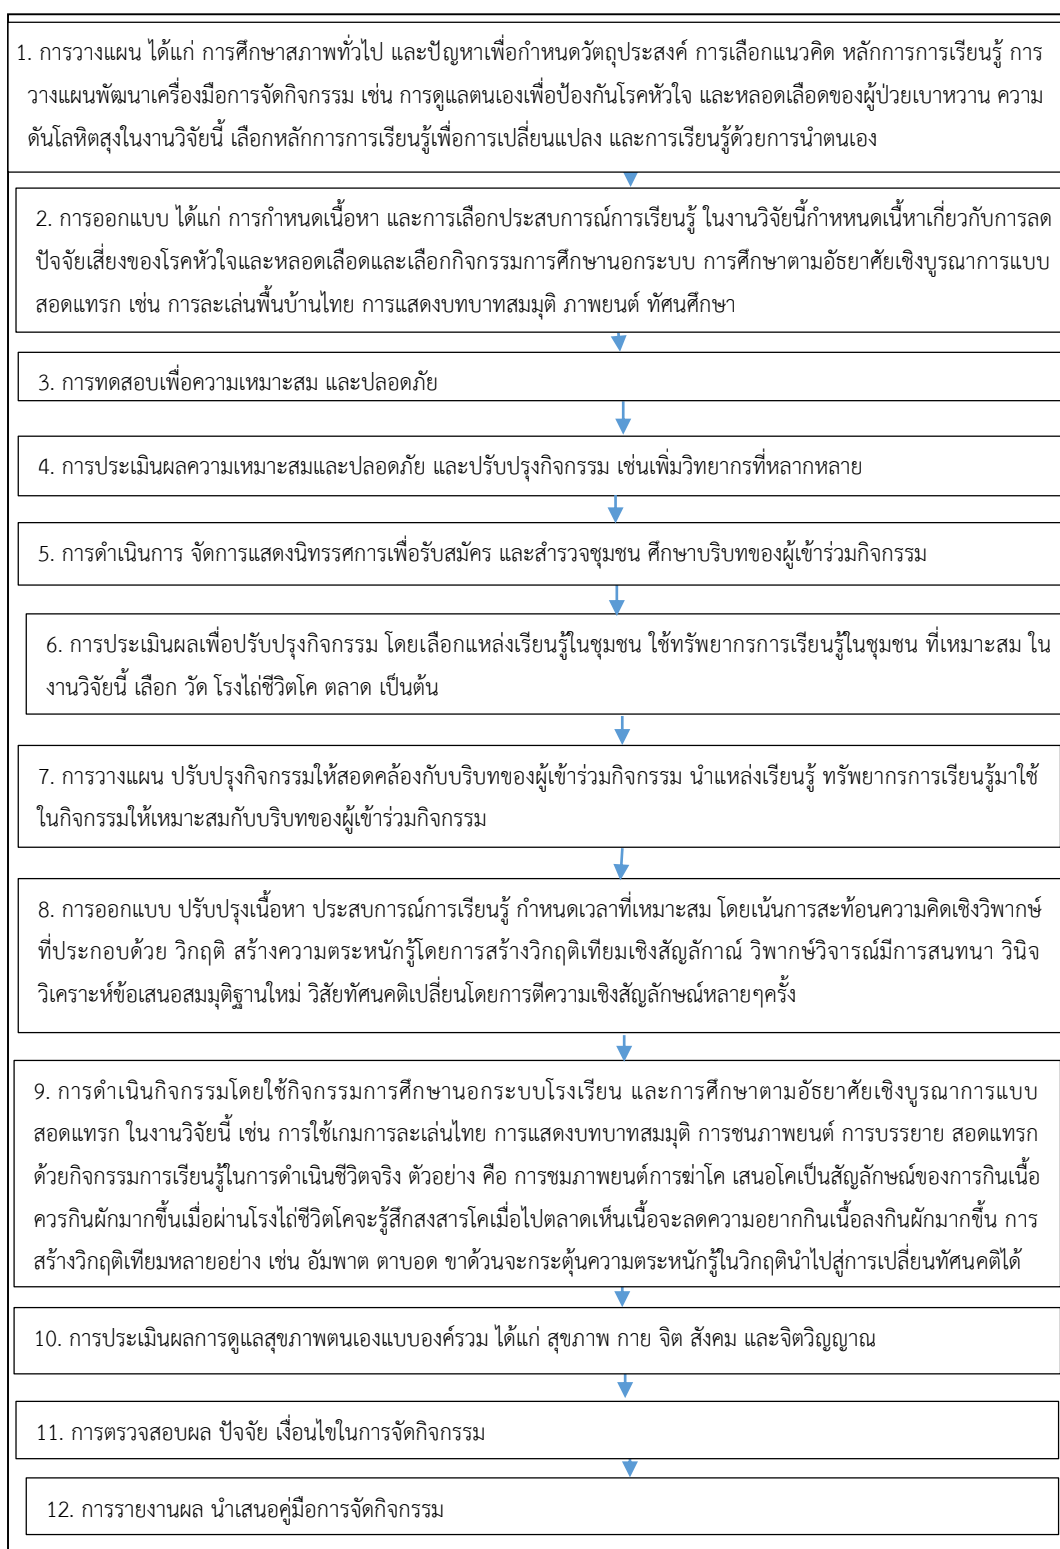 1. การวางแผน ได้แก่ การศึกษาสภาพทั่วไป และปัญหาเพื่อกำหนดวัตถุประสงค์ การเลือกแนวคิด หลักการการเรียนรู้ การ
วางแผนพัฒนาเครื่องมือการจัดกิจกรรม เช่น การดูแลตนเองเพื่อป้องกันโรคหัวใจ และหลอดเลือดของผู้ป่วยเบาหวาน ความ
ดันโลหิตสุงในงานวิจัยนี้ เลือกหลักการการเรียนรู้เพื่อการเปลี่ยนแปลง และการเรียนรู้ด้วยการนำตนเอง
2. การออกแบบ ได้แก่ การกำหนดเนื้อหา และการเลือกประสบการณ์การเรียนรู้ ในงานวิจัยนี้กำหหนดเนื้หาเกี่ยวกับการลด
ปัจจัยเสี่ยงของโรคหัวใจและหลอดเลือดและเลือกกิจกรรมการศึกษานอกระบบ การศึกษาตามอัธยาศัยเชิงบูรณาการแบบ
สอดแทรก เช่น การละเล่นพื้นบ้านไทย การแสดงบทบาทสมมุติ ภาพยนต์ ทัศนศึกษา
3. การทดสอบเพื่อความเหมาะสม และปลอดภัย
4. การประเมินผลความเหมาะสมและปลอดภัย และปรับปรุงกิจกรรม เช่นเพิ่มวิทยากรที่หลากหลาย
5. การดำเนินการ จัดการแสดงนิทรรศการเพื่อรับสมัคร และสำรวจชุมชน ศึกษาบริบทของผู้เข้าร่วมกิจกรรม
6. การประเมินผลเพื่อปรับปรุงกิจกรรม โดยเลือกแหล่งเรียนรู้ในชุมชน ใช้ทรัพยากรการเรียนรู้ในชุมชน ที่เหมาะสม ใน
งานวิจัยนี้ เลือก วัด โรงไถ่ชีวิตโค ตลาด เป็นต้น
7. การวางแผน ปรับปรุงกิจกรรมให้สอดคล้องกับบริบทของผู้เข้าร่วมกิจกรรม นำแหล่งเรียนรู้ ทรัพยากรการเรียนรู้มาใช้
ในกิจกรรมให้เหมาะสมกับบริบทของผู้เข้าร่วมกิจกรรม
8. การออกแบบ ปรับปรุงเนื้อหา ประสบการณ์การเรียนรู้ กำหนดเวลาที่เหมาะสม โดยเน้นการสะท้อนความคิดเชิงวิพากษ์
ที่ประกอบด้วย วิกฤติ สร้างความตระหนักรู้โดยการสร้างวิกฤติเทียมเชิงสัญลักาณ์ วิพากษ์วิจารณ์มีการสนทนา วินิจ
วิเคราะห์ข้อเสนอสมมุติฐานใหม่ วิสัยทัศนคติเปลี่ยนโดยการตีความเชิงสัญลักษณ์หลายๆครั้ง
9. การดำเนินกิจกรรมโดยใช้กิจกรรมการศึกษานอกระบบโรงเรียน และการศึกษาตามอัธยาศัยเชิงบูรณาการแบบ
สอดแทรก ในงานวิจัยนี้ เช่น การใช้เกมการละเล่นไทย การแสดงบทบาทสมมุติ การชนภาพยนต์ การบรรยาย สอดแทรก
ด้วยกิจกรรมการเรียนรู้ในการดำเนินชีวิตจริง ตัวอย่าง คือ การชมภาพยนต์การฆ่าโค เสนอโคเป็นสัญลักษณ์ของการกินเนื้อ
ควรกินผักมากขึ้นเมื่อผ่านโรงไถ่ชีวิตโคจะรู้สึกสงสารโคเมื่อไปตลาดเห็นเนื้อจะลดความอยากกินเนื้อลงกินผักมากขึ้น การ
สร้างวิกฤติเทียมหลายอย่าง เช่น อัมพาต ตาบอด ขาด้วนจะกระตุ้นความตระหนักรู้ในวิกฤตินำไปสู่การเปลี่ยนทัศนคติได้
10. การประเมินผลการดูแลสุขภาพตนเองแบบองค์รวม ได้แก่ สุขภาพ กาย จิต สังคม และจิตวิญญาณ
11. การตรวจสอบผล ปัจจัย เงื่อนไขในการจัดกิจกรรม
12. การรายงานผล นำเสนอคู่มือการจัดกิจกรรม